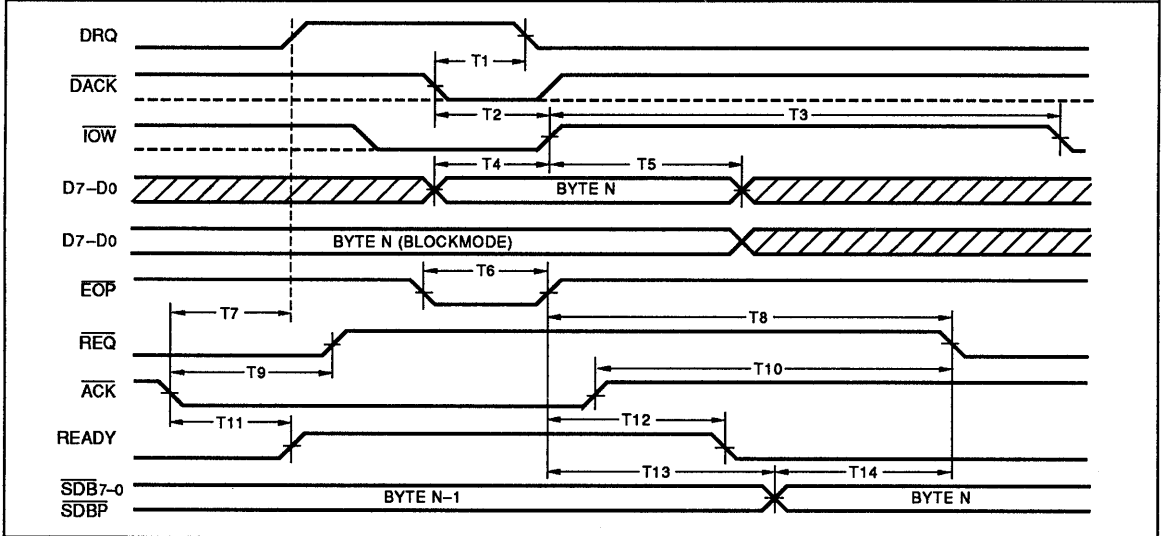 DRQ
T1
DACK
T2 T3
IOW
T4 T5
D7–D0 BYTE N
D7–D0 BYTE N (BLOCKMODE)
T6
EOP
T7 T8
REQ
T9 T10
ACK
T11 T12
READY
T13 T14
SDB7-0 BYTE N–1 BYTE N
SDBP